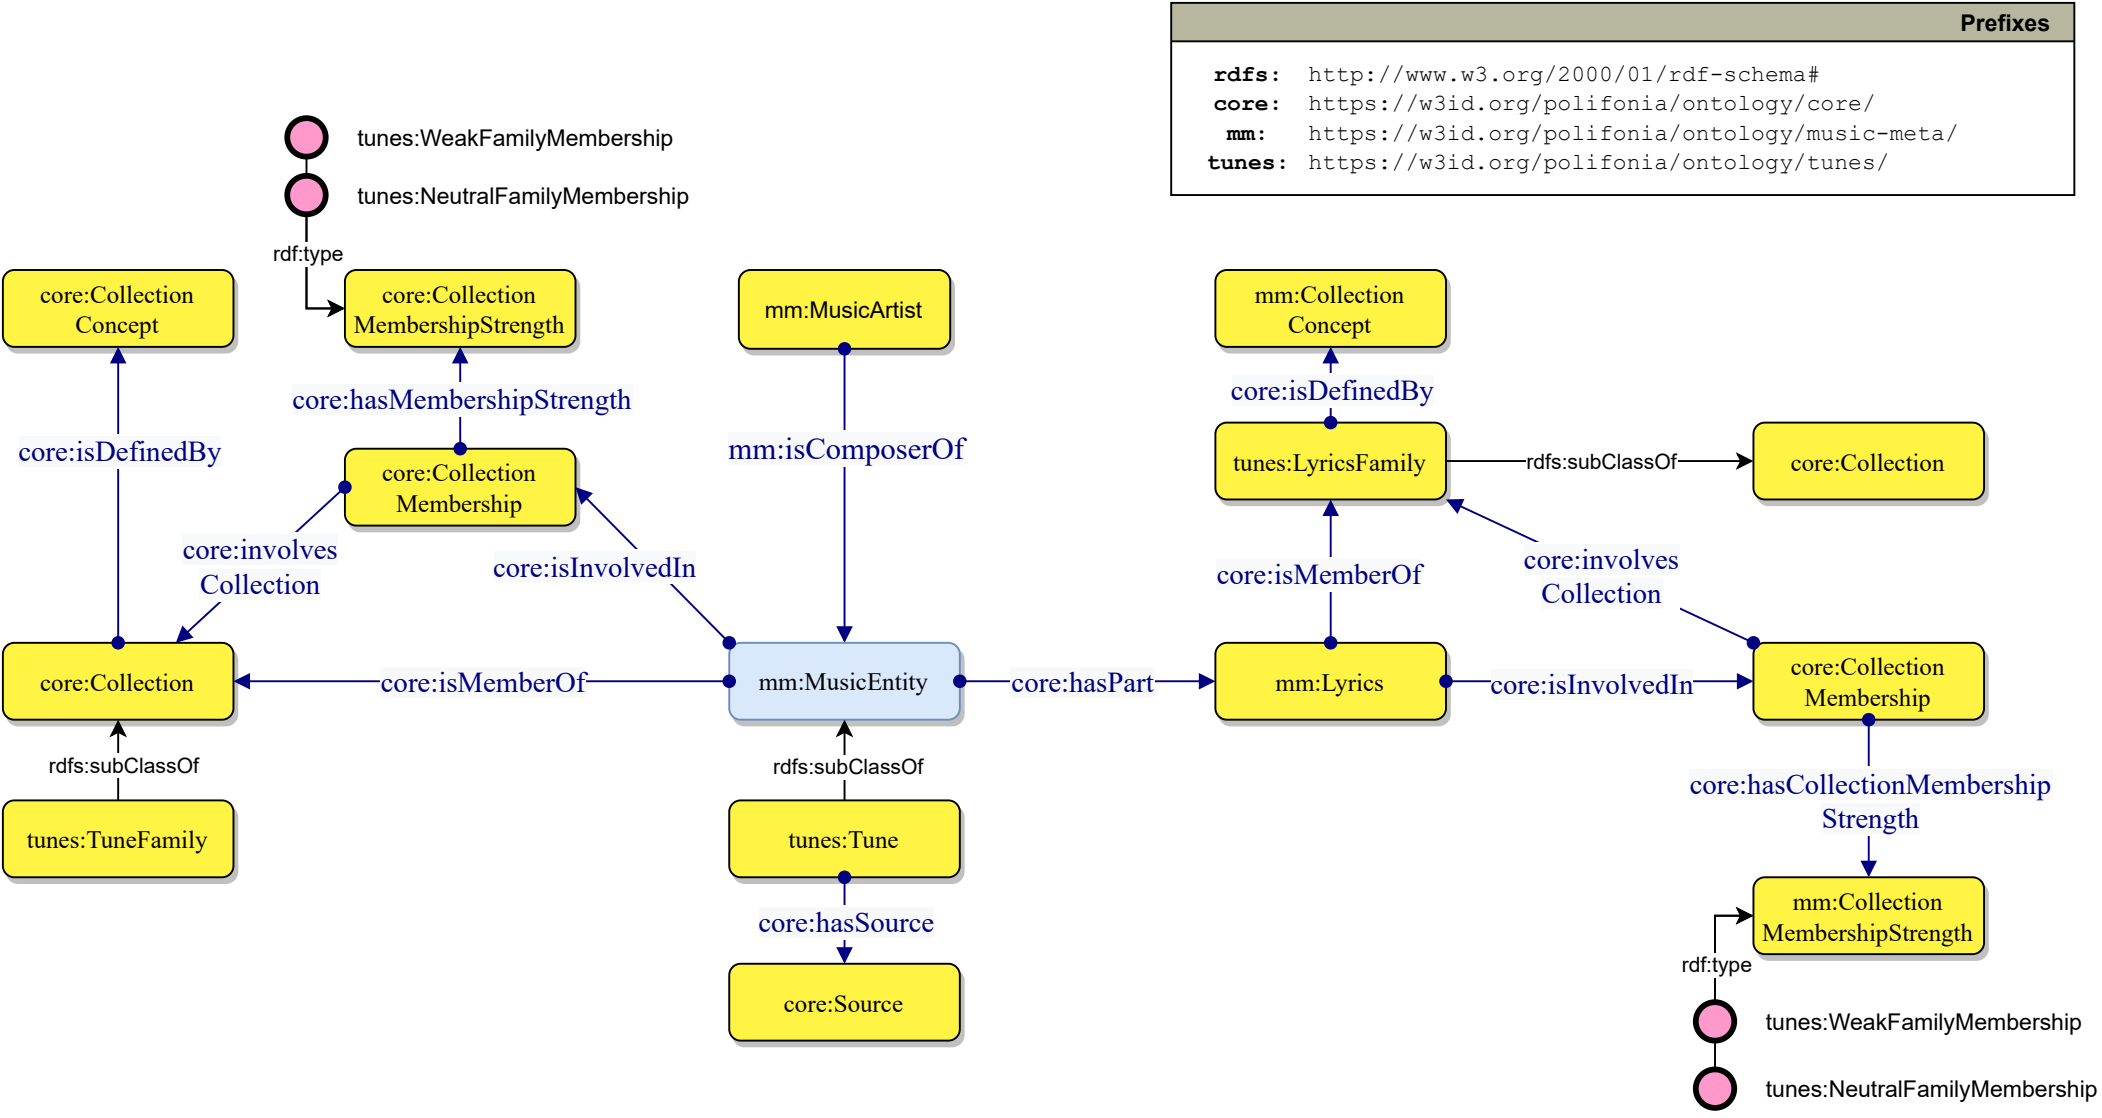 Prefixes
rdfs: http://www.w3.org/2000/01/rdf-schema#
core: https://w3id.org/polifonia/ontology/core/
mm: https://w3id.org/polifonia/ontology/music-meta/
tunes: https://w3id.org/polifonia/ontology/tunes/
tunes:WeakFamilyMembership
tunes:NeutralFamilyMembership
rdf:type
core:Collection
Concept
core:Collection
MembershipStrength
mm:MusicArtist
mm:Collection
Concept
core:isDefinedBy
core:hasMembershipStrength
mm:isComposerOf
core:isDefinedBy
core:Collection
Membership
tunes:LyricsFamily
rdfs:subClassOf
core:Collection
core:involves
Collection
core:isInvolvedIn
core:isMemberOf
core:involves
Collection
core:Collection
core:isMemberOf
mm:MusicEntity
core:hasPart
mm:Lyrics
core:isInvolvedIn
core:Collection
Membership
rdfs:subClassOf
rdfs:subClassOf
core:hasCollectionMembership
Strength
tunes:TuneFamily
tunes:Tune
core:hasSource
mm:Collection
MembershipStrength
rdf:type
core:Source
tunes:WeakFamilyMembership
tunes:NeutralFamilyMembership